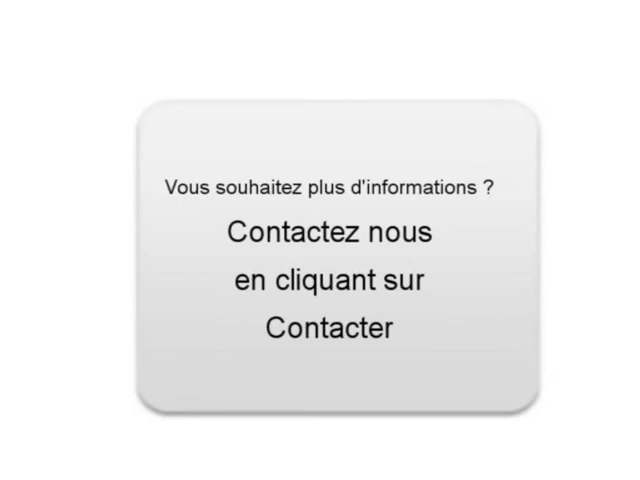 Vous souhaitez plus d'informations ?
Contactez nous
en cliquant sur
Contacter